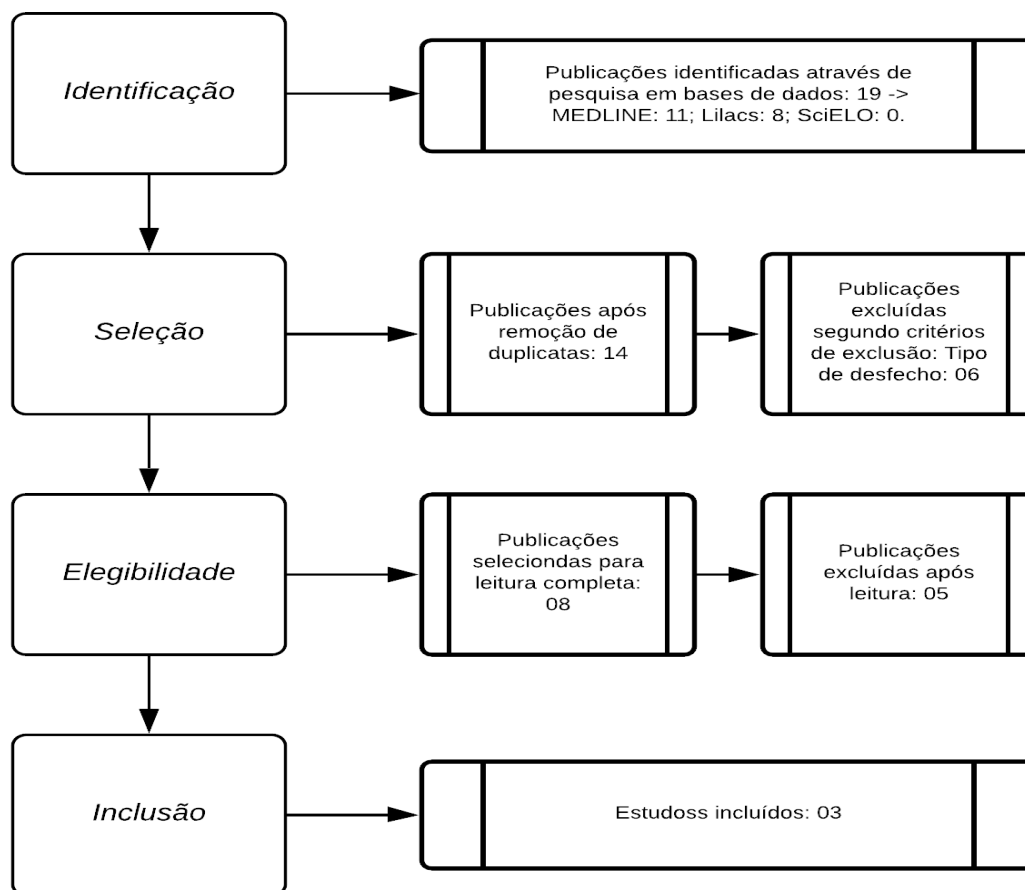 Identificação
Publicações identificadas através de
pesquisa em bases de dados: 19 ->
MEDLINE: 11; Lilacs: 8; SciELO: 0.
Seleção
Publicações após
remoção de
duplicatas: 14
Publicações
excluídas
segundo critérios
de exclusão: Tipo
de desfecho: 06
Elegibilidade
Publicações
seleciondas para
leitura completa:
08
Publicações
excluídas após
leitura: 05
Inclusão
Estudoss incluídos: 03